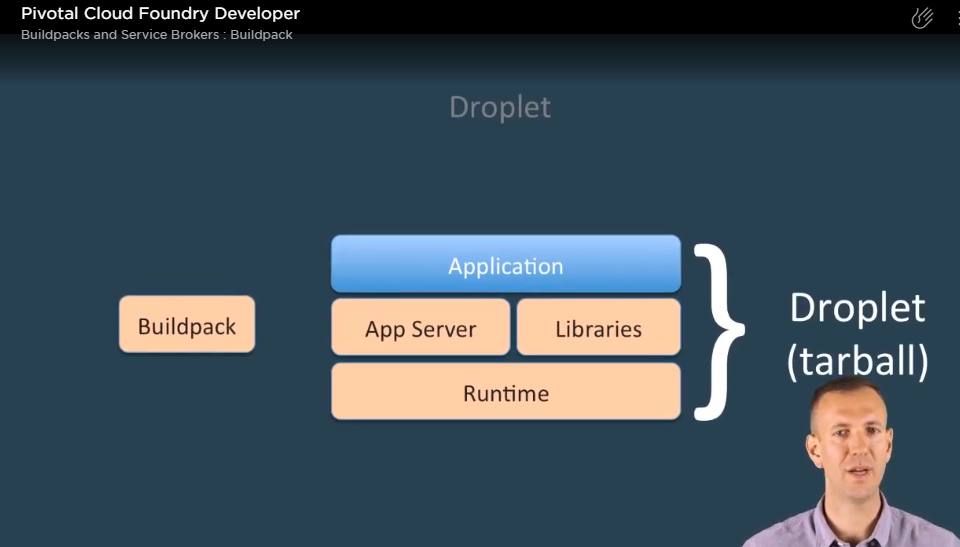 Pivotal Cloud Foundry Developer
Buildpacks and Service Brokers : Buildpack
Droplet
Application
Buildpack
App Server
Libraries
Runtime
Droplet
(tarball)